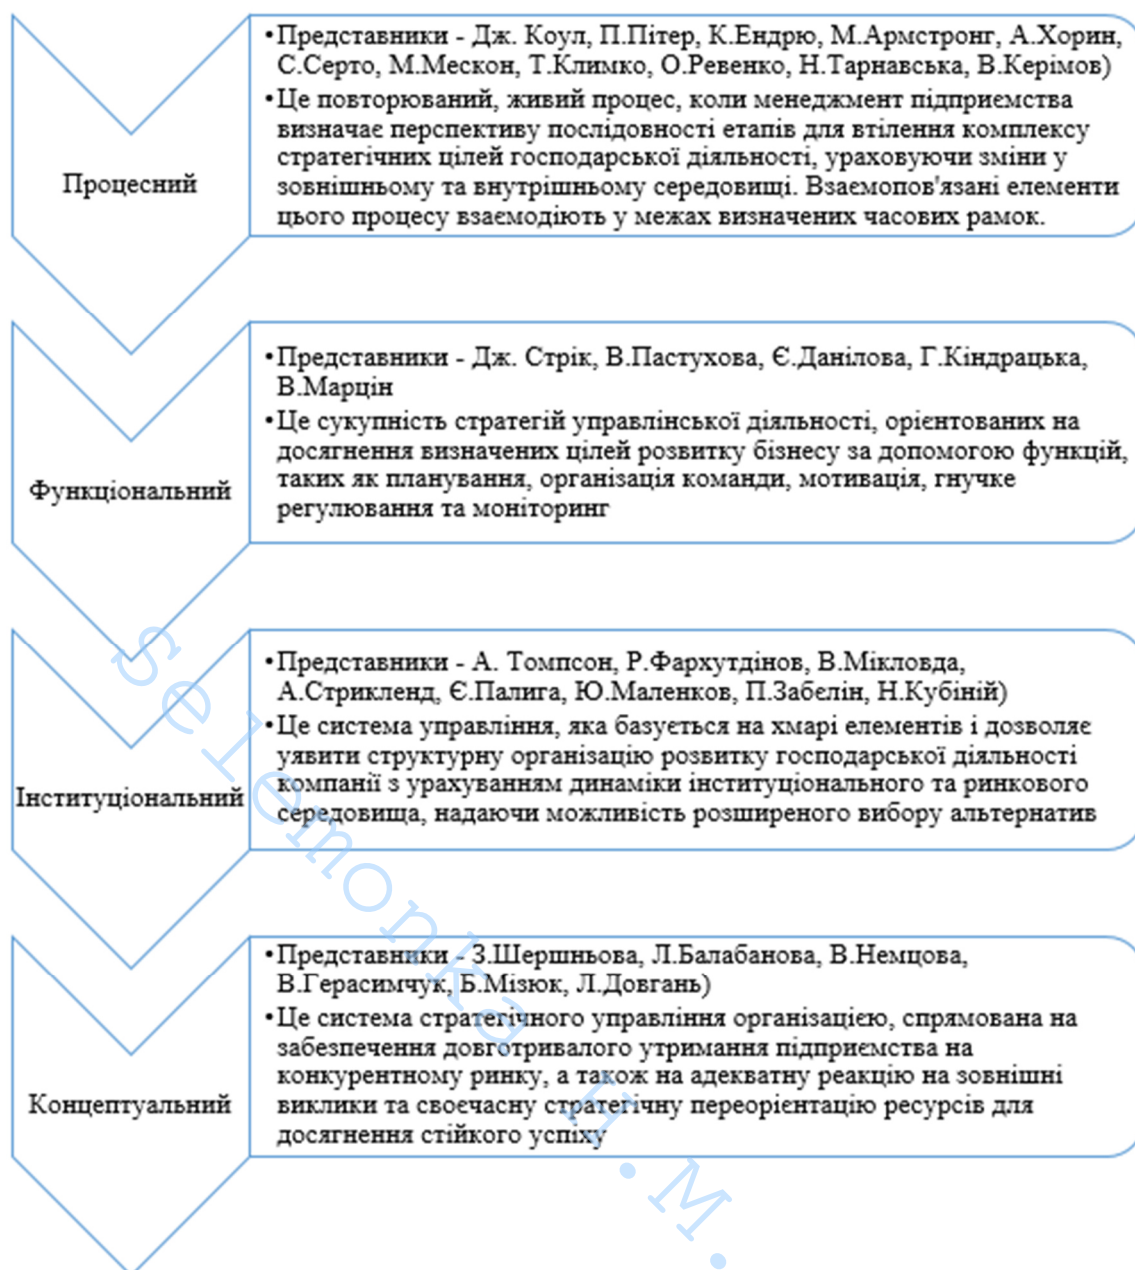 Процесний
•Представники - Дж. Коул, П.Пітер, К.Ендрю, М.Армстронг, А.Хорин,
С.Серто, М.Мескон, Т.Климко, О.Ревенко, Н.Тарнавська, В.Керімов)
•Це повторюваний, живий процес, коли менеджмент підприємства
визначає перспективу послідовності етапів для втілення комплексу
стратегічних цілей господарської діяльності, ураховуючи зміни у
зовнішньому та внутрішньому середовищі. Взаємопов'язані елементи
цього процесу взаємодіють у межах визначених часових рамок.
Функціональний
•Представники - Дж. Стрік, В.Пастухова, Є.Данілова, Г.Кіндрацька,
В.Марцін
•Це сукупність стратегій управлінської діяльності, орієнтованих на
досягнення визначених цілей розвитку бізнесу за допомогою функцій,
таких як планування, організація команди, мотивація, гнучке
регулювання та моніторинг
Інституціональний
•Представники - А. Томпсон, Р.Фархутдінов, В.Мікловда,
А.Стрикленд, Є.Палига, Ю.Маленков, П.Забєлін, Н.Кубіній)
•Це система управління, яка базується на хмарі елементів і дозволяє
уявити структурну організацію розвитку господарської діяльності
компанії з урахуванням динаміки інституціонального та ринкового
середовища, надаючи можливість розширеного вибору альтернатив
Концептуальний
•Представники - З.Шершньова, Л.Балабанова, В.Немцова,
В.Герасимчук, Б.Мізюк, Л.Довгань)
•Це система стратегічного управління організацією, спрямована на
забезпечення довготривалого утримання підприємства на
конкурентному ринку, а також на адекватну реакцію на зовнішні
виклики та своєчасну стратегічну переорієнтацію ресурсів для
досягнення стійкого успіху
Selemonka H.M.